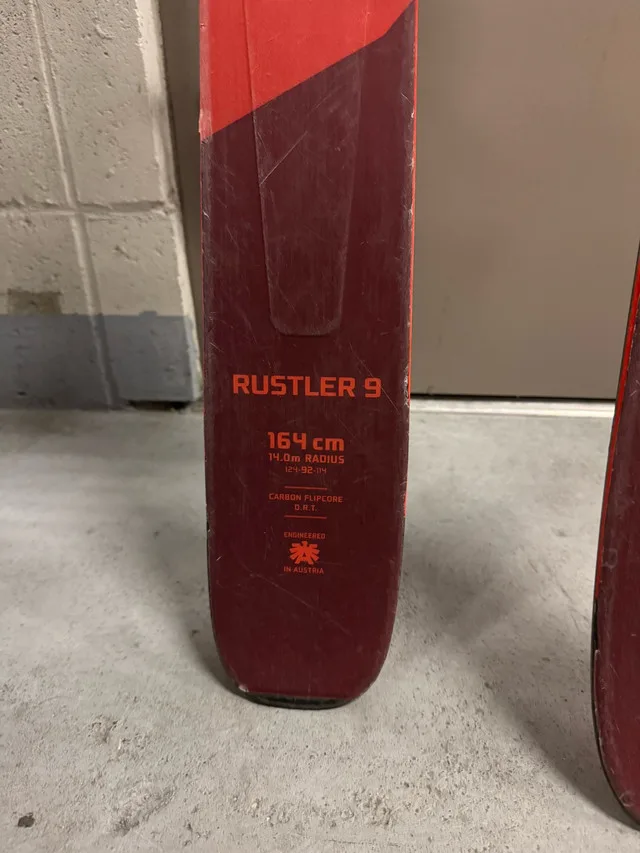 RUSTLER 9
164 cm
14.0m RADIUS
124-92-114
CARBON FLIPCORE
D.R.T.
ENGINEERED
IN AUSTRIA